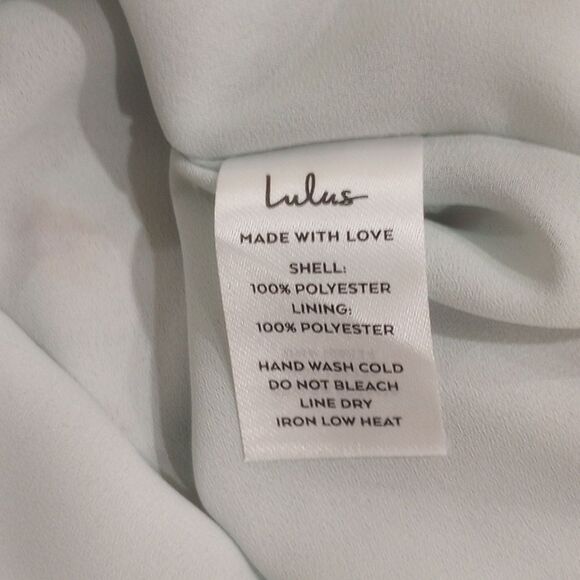 Lulus
MADE WITH LOVE
SHELL:
100% POLYESTER
LINING:
100% POLYESTER
HAND WASH COLD
DO NOT BLEACH
LINE DRY
IRON LOW HEAT